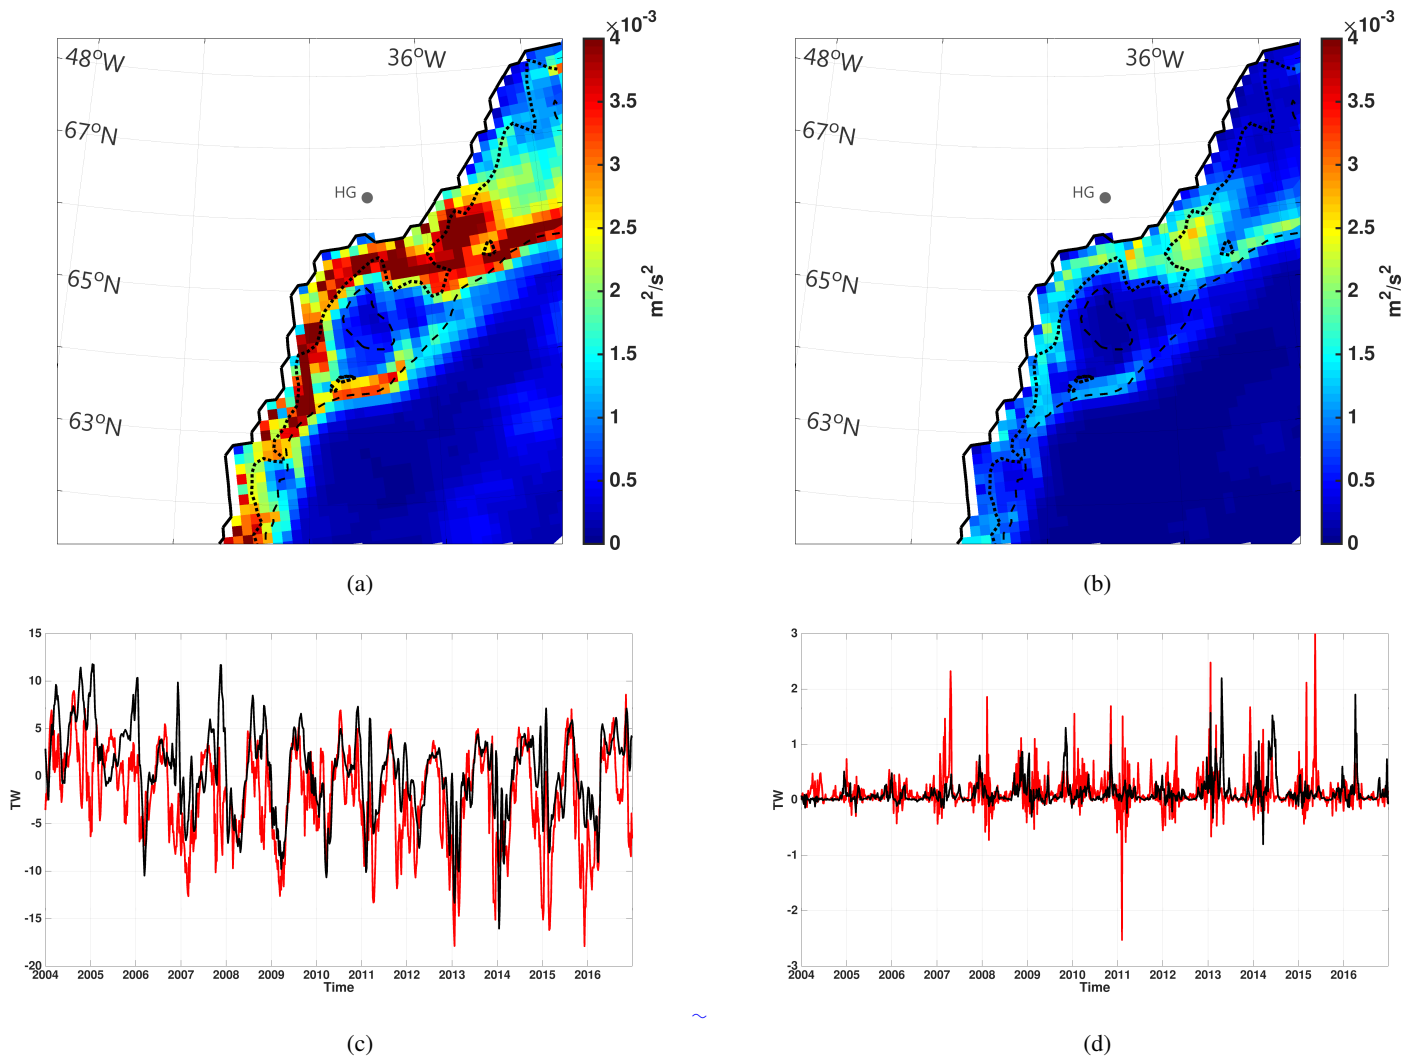 ×10⁻³
×10⁻³
48°W
36°W
4
3.5
3
2.5
2
1.5
1
0.5
0
m²/s²
67°N
HG
65°N
63°N
48°W
36°W
4
3.5
3
2.5
2
1.5
1
0.5
0
m²/s²
67°N
HG
65°N
63°N
(a)
(b)
15
10
5
0
-5
-10
-15
-20
TW
2004 2005 2006 2007 2008 2009 2010 2011 2012 2013 2014 2015 2016
Time
3
2
1
0
-1
-2
-3
TW
2004 2005 2006 2007 2008 2009 2010 2011 2012 2013 2014 2015 2016
Time
~
(c)
(d)